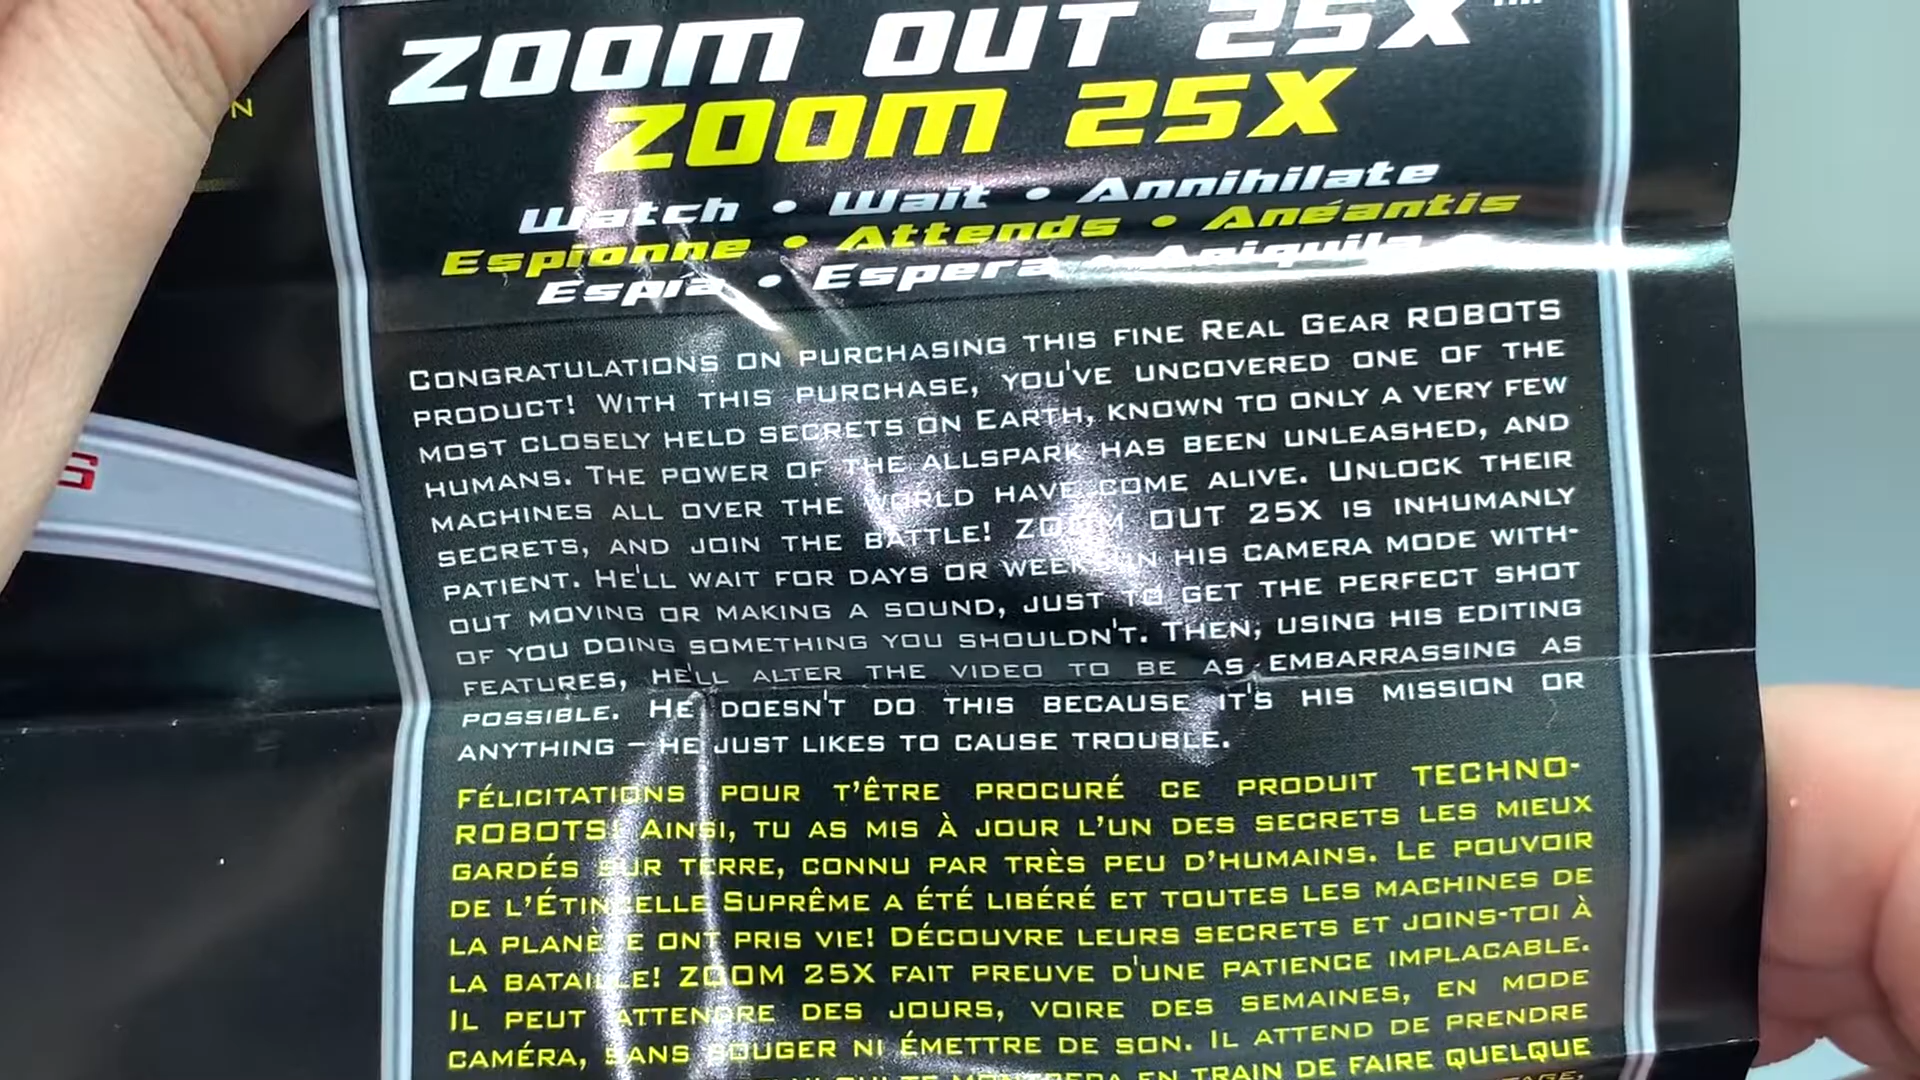 ZOOM OUT 25X™
ZOOM 25X
Watch • Wait • Annihilate
Espionne • Attends • Anéantis
Espía • Espera • Aniquila
N
S
CONGRATULATIONS ON PURCHASING THIS FINE REAL GEAR ROBOTS
PRODUCT! WITH THIS PURCHASE, YOU'VE UNCOVERED ONE OF THE
MOST CLOSELY HELD SECRETS ON EARTH, KNOWN TO ONLY A VERY FEW
HUMANS. THE POWER OF THE ALLSPARK HAS BEEN UNLEASHED, AND
MACHINES ALL OVER THE WORLD HAVE COME ALIVE. UNLOCK THEIR
SECRETS, AND JOIN THE BATTLE! ZOOM OUT 25X IS INHUMANLY
PATIENT. HE'LL WAIT FOR DAYS OR WEEKS IN HIS CAMERA MODE WITH-
OUT MOVING OR MAKING A SOUND, JUST TO GET THE PERFECT SHOT
OF YOU DOING SOMETHING YOU SHOULDN'T. THEN, USING HIS EDITING
FEATURES, HE'LL ALTER THE VIDEO TO BE AS EMBARRASSING AS
POSSIBLE. HE DOESN'T DO THIS BECAUSE IT'S HIS MISSION OR
ANYTHING – HE JUST LIKES TO CAUSE TROUBLE.
FÉLICITATIONS POUR T'ÊTRE PROCURÉ CE PRODUIT TECHNO-
ROBOTS! AINSI, TU AS MIS À JOUR L'UN DES SECRETS LES MIEUX
GARDÉS SUR TERRE, CONNU PAR TRÈS PEU D'HUMAINS. LE POUVOIR
DE L'ÉTINCELLE SUPRÊME A ÉTÉ LIBÉRÉ ET TOUTES LES MACHINES DE
LA PLANÈTE ONT PRIS VIE! DÉCOUVRE LEURS SECRETS ET JOINS-TOI À
LA BATAILLE! ZOOM 25X FAIT PREUVE D'UNE PATIENCE IMPLACABLE.
IL PEUT ATTENDRE DES JOURS, VOIRE DES SEMAINES, EN MODE
CAMÉRA, SANS BOUGER NI ÉMETTRE DE SON. IL ATTEND DE PRENDRE
MONTRERA EN TRAIN DE FAIRE QUELQUE